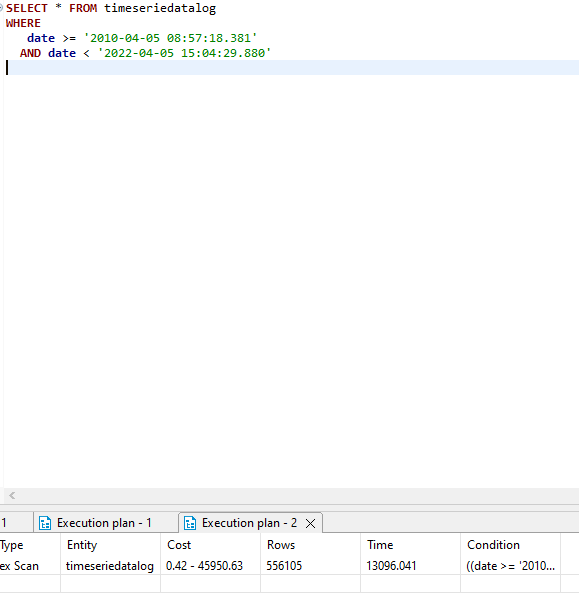 SELECT * FROM timeseriedatalog
WHERE
date >= '2010-04-05 08:57:18.381'
AND date < '2022-04-05 15:04:29.880'
1 Execution plan - 1 Execution plan - 2
Type Entity Cost Rows Time Condition
ex Scan timeseriedatalog 0.42 - 45950.63 556105 13096.041 ((date >= '2010...